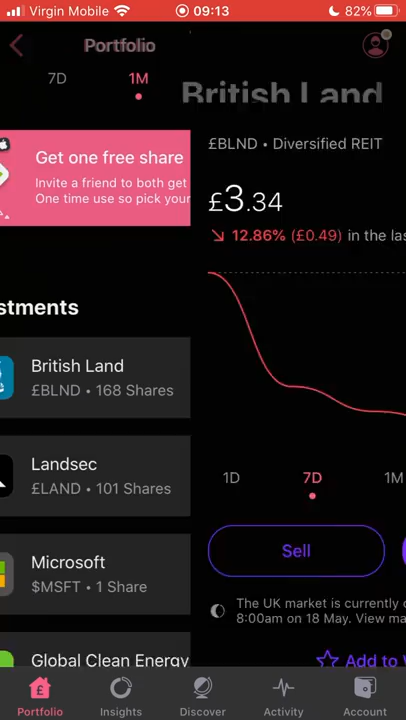 Virgin Mobile
09:13
82%
Portfolio
7D
1M
British Land
£BLND • Diversified REIT
£3.34
12.86% (£0.49) in the las
Get one free share
Invite a friend to both get
One time use so pick your
stments
British Land
£BLND • 168 Shares
Landsec
£LAND • 101 Shares
Microsoft
$MSFT • 1 Share
Global Clean Energy
1D
7D
1M
Sell
The UK market is currently c
8:00am on 18 May. View ma
Add to W
Portfolio
Insights
Discover
Activity
Account